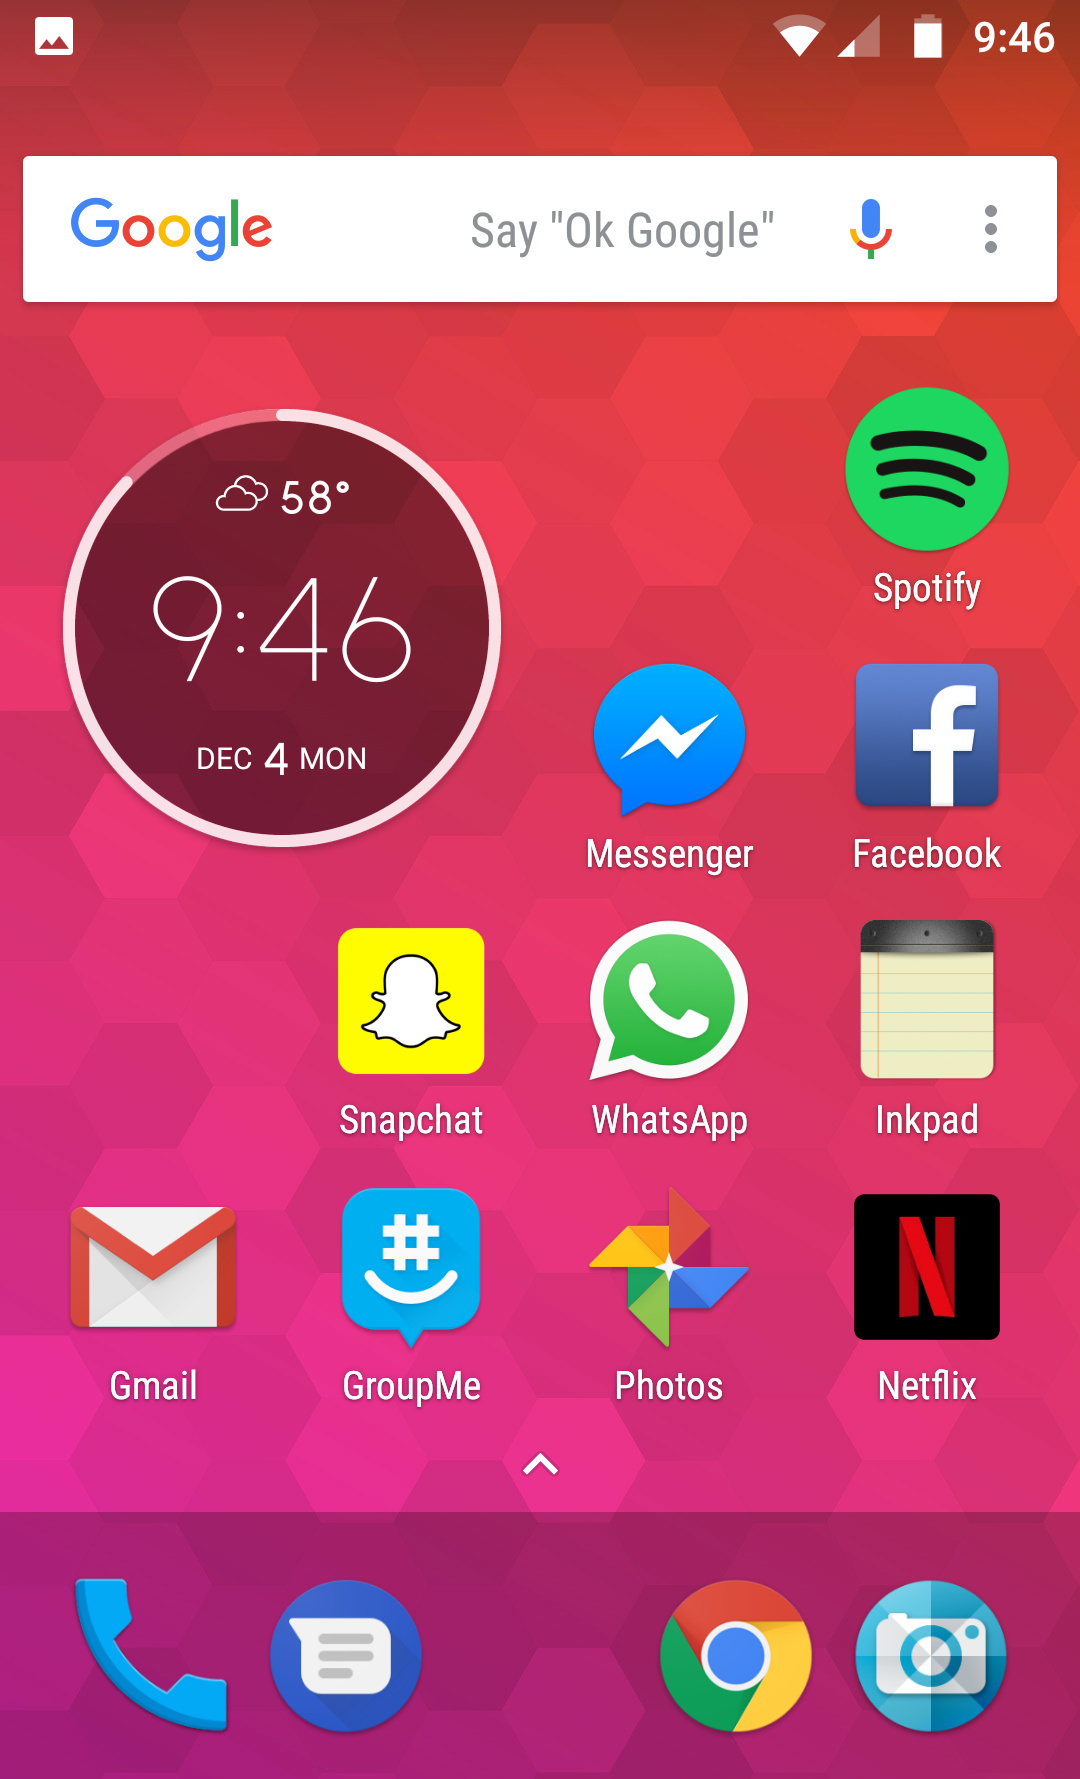 9:46
Google
Say "Ok Google"
58°
9:46
DEC 4 MON
Spotify
Messenger
Facebook
Snapchat
WhatsApp
Inkpad
Gmail
GroupMe
Photos
Netflix